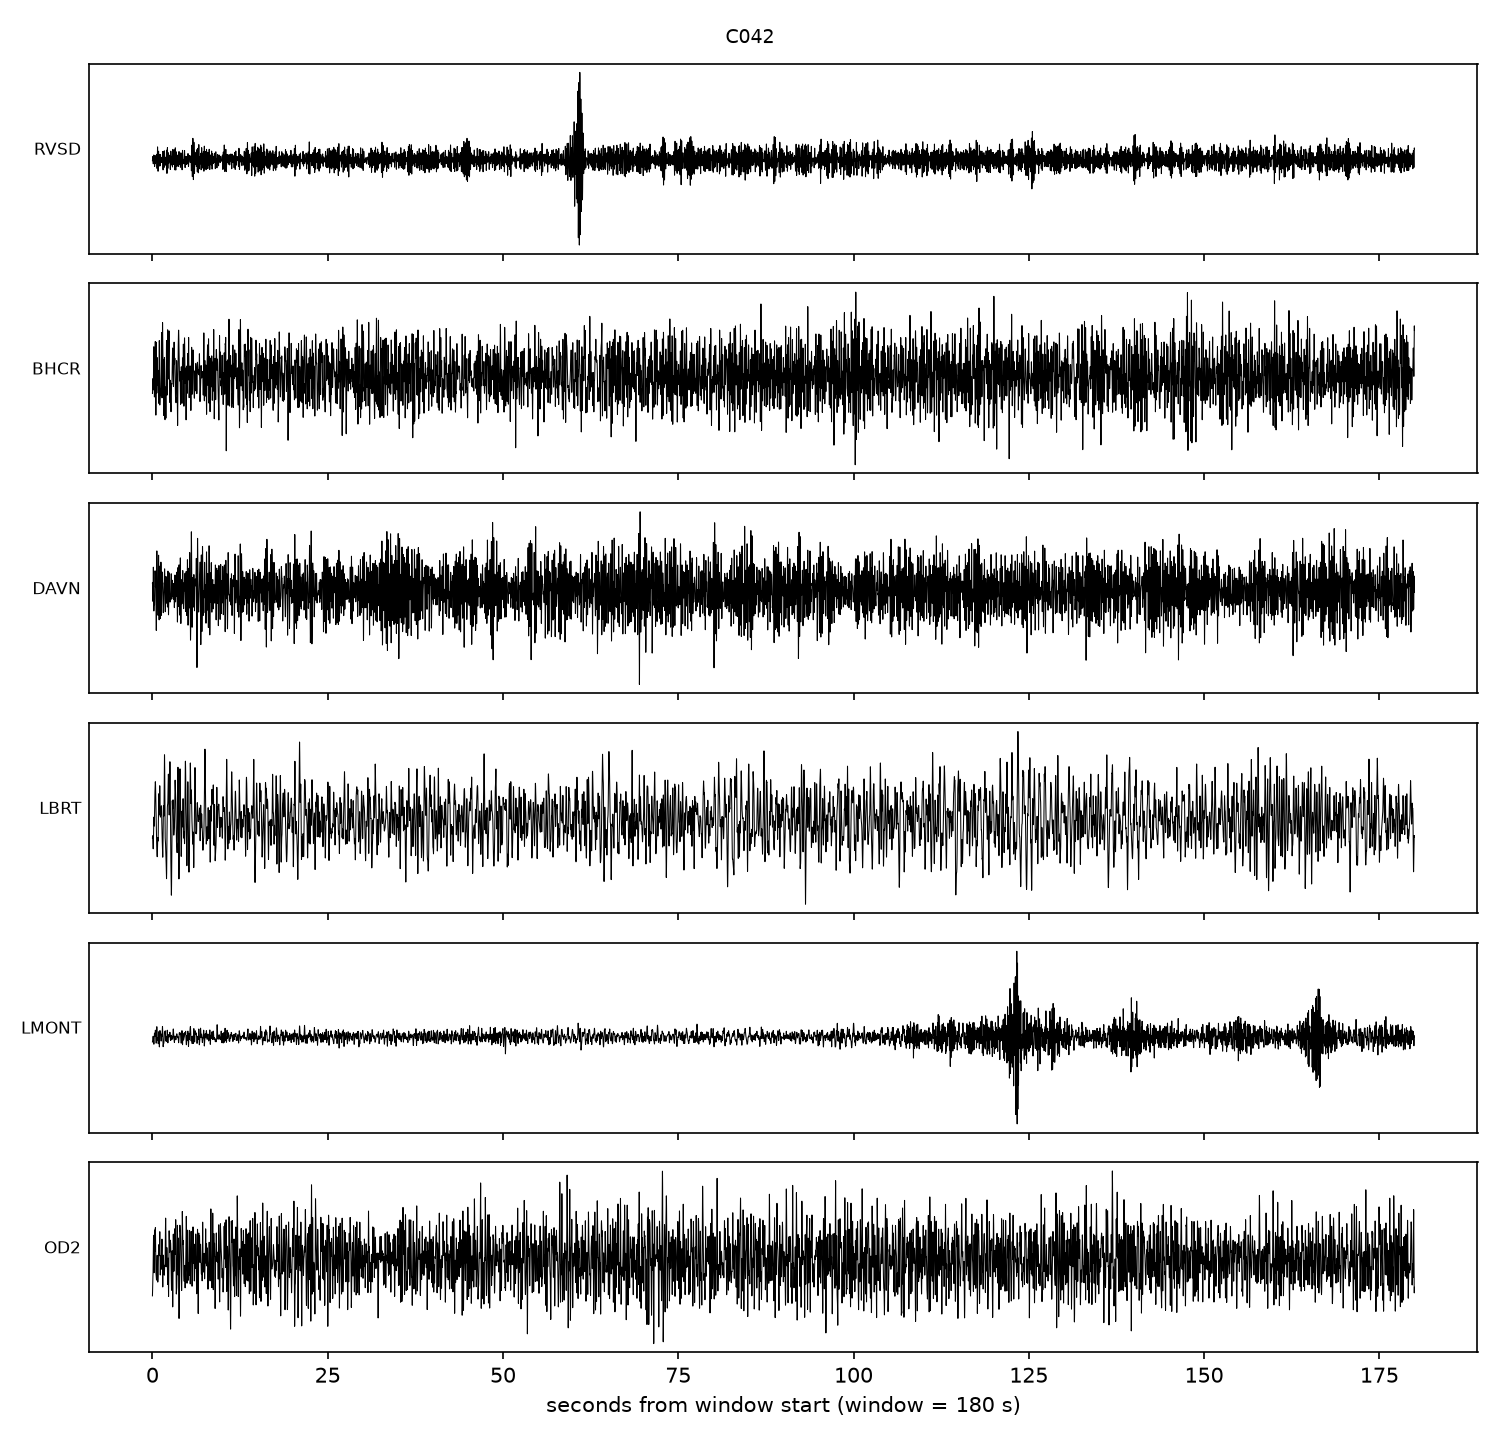 C042
RVSD
BHCR
DAVN
LBRT
LMONT
OD2
0 25 50 75 100 125 150 175
seconds from window start (window = 180 s)